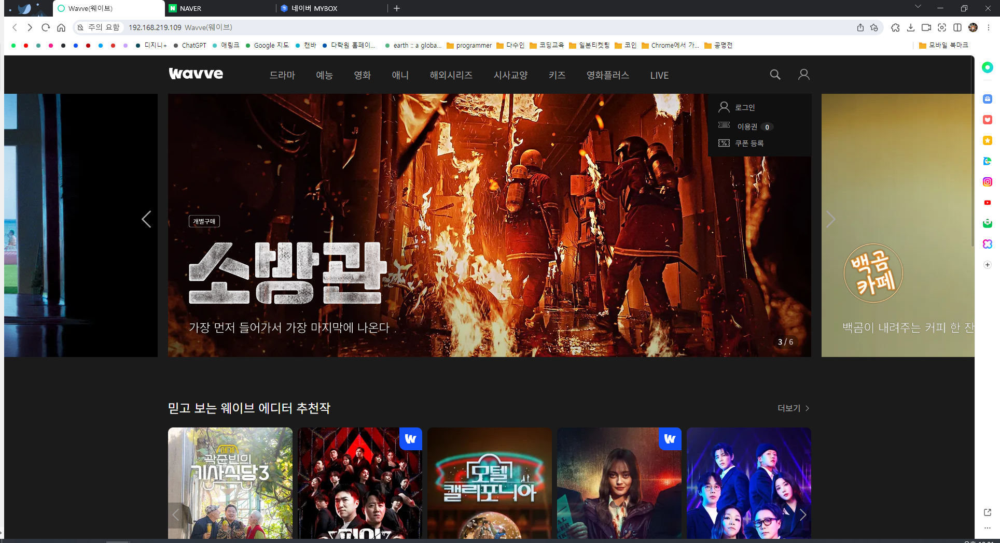 Wavve(웨이브)
NAVER
네이버 MYBOX
주의 요함 192.168.219.109 Wavve(웨이브)
디지니+ ChatGPT 애링크 Google 지도 캔바 다락원 홈페이... earth :: a globa... programmer 다수인 코딩교육 일본티켓팅 코인 Chrome에서 가... 공명전 모바일 북마크
wavve 드라마 예능 영화 애니 해외시리즈 시사교양 키즈 영화플러스 LIVE
로그인
이용권 0
쿠폰 등록
개별구매
소방관
가장 먼저 들어가서 가장 마지막에 나온다
3 / 6
백곰
카페
백곰이 내려주는 커피 한 잔
믿고 보는 웨이브 에디터 추천작
더보기
세계
곽준빈의
기사식당3
W
모텔
캘리포니아
W